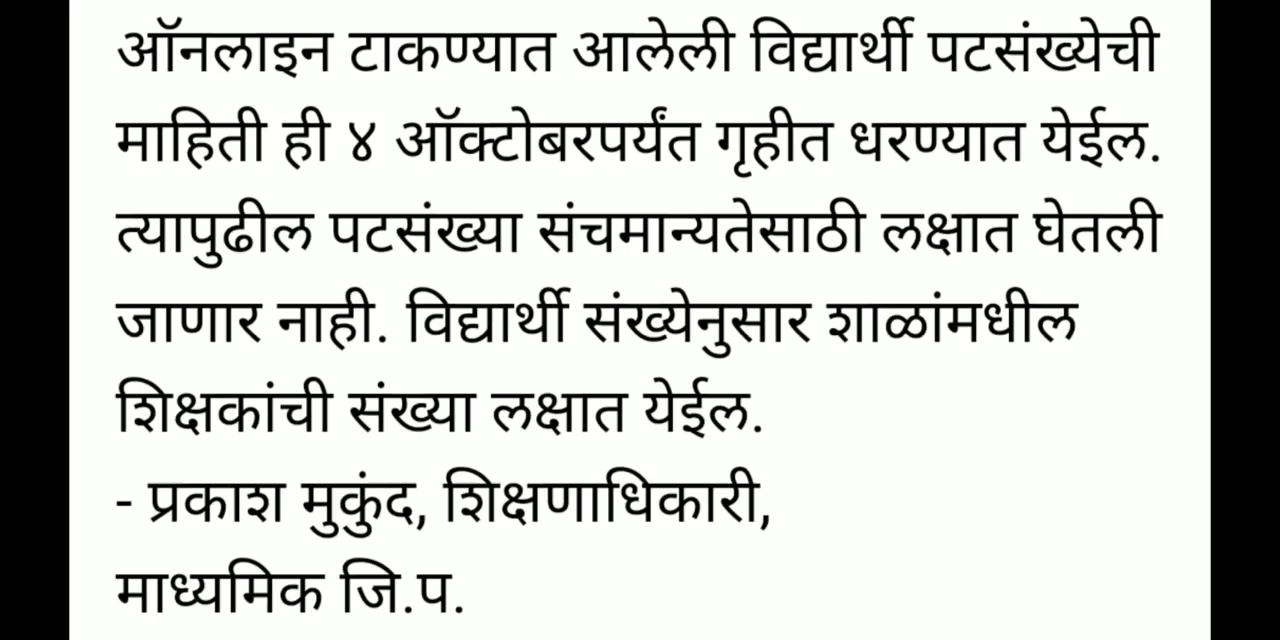 ऑनलाइन टाकण्यात आलेली विद्यार्थी पटसंख्येची
माहिती ही ४ ऑक्टोबरपर्यंत गृहीत धरण्यात येईल.
त्यापुढील पटसंख्या संचमान्यतेसाठी लक्षात घेतली
जाणार नाही. विद्यार्थी संख्येनुसार शाळांमधील
शिक्षकांची संख्या लक्षात येईल.
- प्रकाश मुकुंद, शिक्षणाधिकारी,
माध्यमिक जि.प.